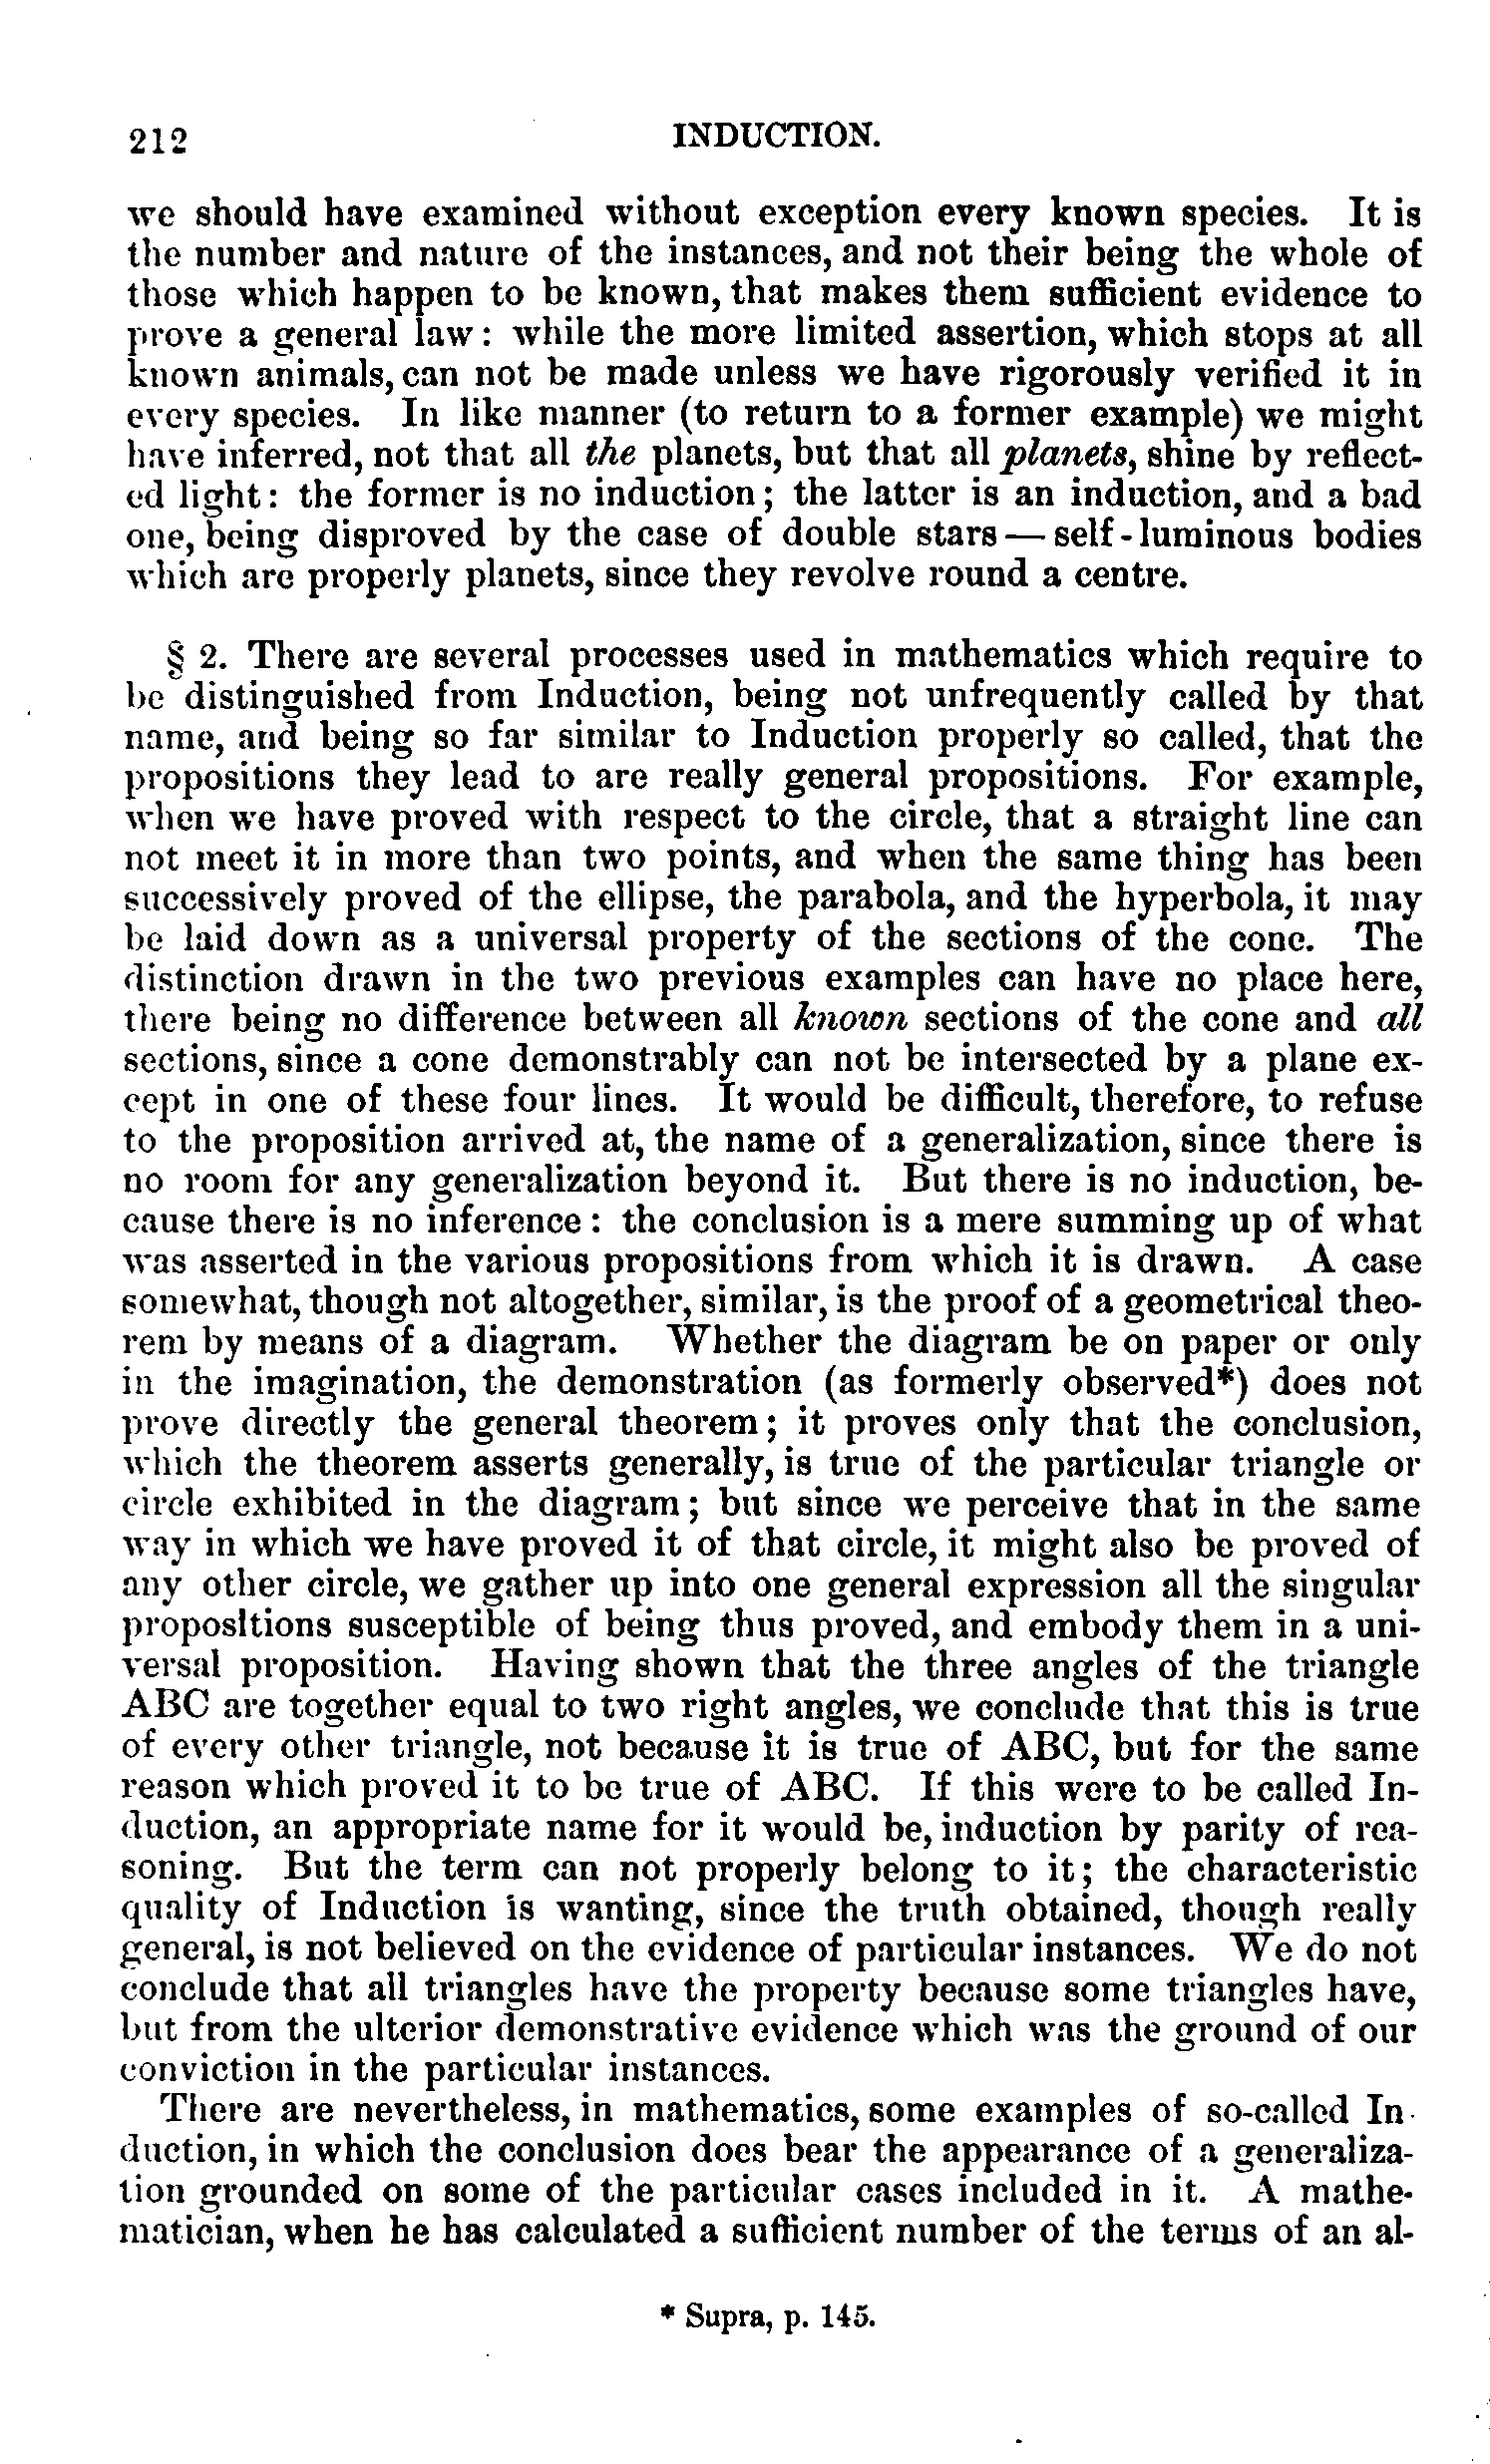 212 INDUCTION.
we should have examined without exception every known species. It is
the number and nature of the instances, and not their being the whole of
those which happen to be known, that makes them sufficient evidence to
prove a general law: while the more limited assertion, which stops at all
known animals, can not be made unless we have rigorously verified it in
every species. In like manner (to return to a former example) we might
have inferred, not that all the planets, but that all planets, shine by reflect-
ed light: the former is no induction; the latter is an induction, and a bad
one, being disproved by the case of double stars — self-luminous bodies
which are properly planets, since they revolve round a centre.
§ 2. There are several processes used in mathematics which require to
be distinguished from Induction, being not unfrequently called by that
name, and being so far similar to Induction properly so called, that the
propositions they lead to are really general propositions. For example,
when we have proved with respect to the circle, that a straight line can
not meet it in more than two points, and when the same thing has been
successively proved of the ellipse, the parabola, and the hyperbola, it may
be laid down as a universal property of the sections of the cone. The
distinction drawn in the two previous examples can have no place here,
there being no difference between all known sections of the cone and all
sections, since a cone demonstrably can not be intersected by a plane ex-
cept in one of these four lines. It would be difficult, therefore, to refuse
to the proposition arrived at, the name of a generalization, since there is
no room for any generalization beyond it. But there is no induction, be-
cause there is no inference: the conclusion is a mere summing up of what
was asserted in the various propositions from which it is drawn. A case
somewhat, though not altogether, similar, is the proof of a geometrical theo-
rem by means of a diagram. Whether the diagram be on paper or only
in the imagination, the demonstration (as formerly observed*) does not
prove directly the general theorem; it proves only that the conclusion,
which the theorem asserts generally, is true of the particular triangle or
circle exhibited in the diagram; but since we perceive that in the same
way in which we have proved it of that circle, it might also be proved of
any other circle, we gather up into one general expression all the singular
propositions susceptible of being thus proved, and embody them in a uni-
versal proposition. Having shown that the three angles of the triangle
ABC are together equal to two right angles, we conclude that this is true
of every other triangle, not because it is true of ABC, but for the same
reason which proved it to be true of ABC. If this were to be called In-
duction, an appropriate name for it would be, induction by parity of rea-
soning. But the term can not properly belong to it; the characteristic
quality of Induction is wanting, since the truth obtained, though really
general, is not believed on the evidence of particular instances. We do not
conclude that all triangles have the property because some triangles have,
but from the ulterior demonstrative evidence which was the ground of our
conviction in the particular instances.
There are nevertheless, in mathematics, some examples of so-called In-
duction, in which the conclusion does bear the appearance of a generaliza-
tion grounded on some of the particular cases included in it. A mathe-
matician, when he has calculated a sufficient number of the terms of an al-
* Supra, p. 145.